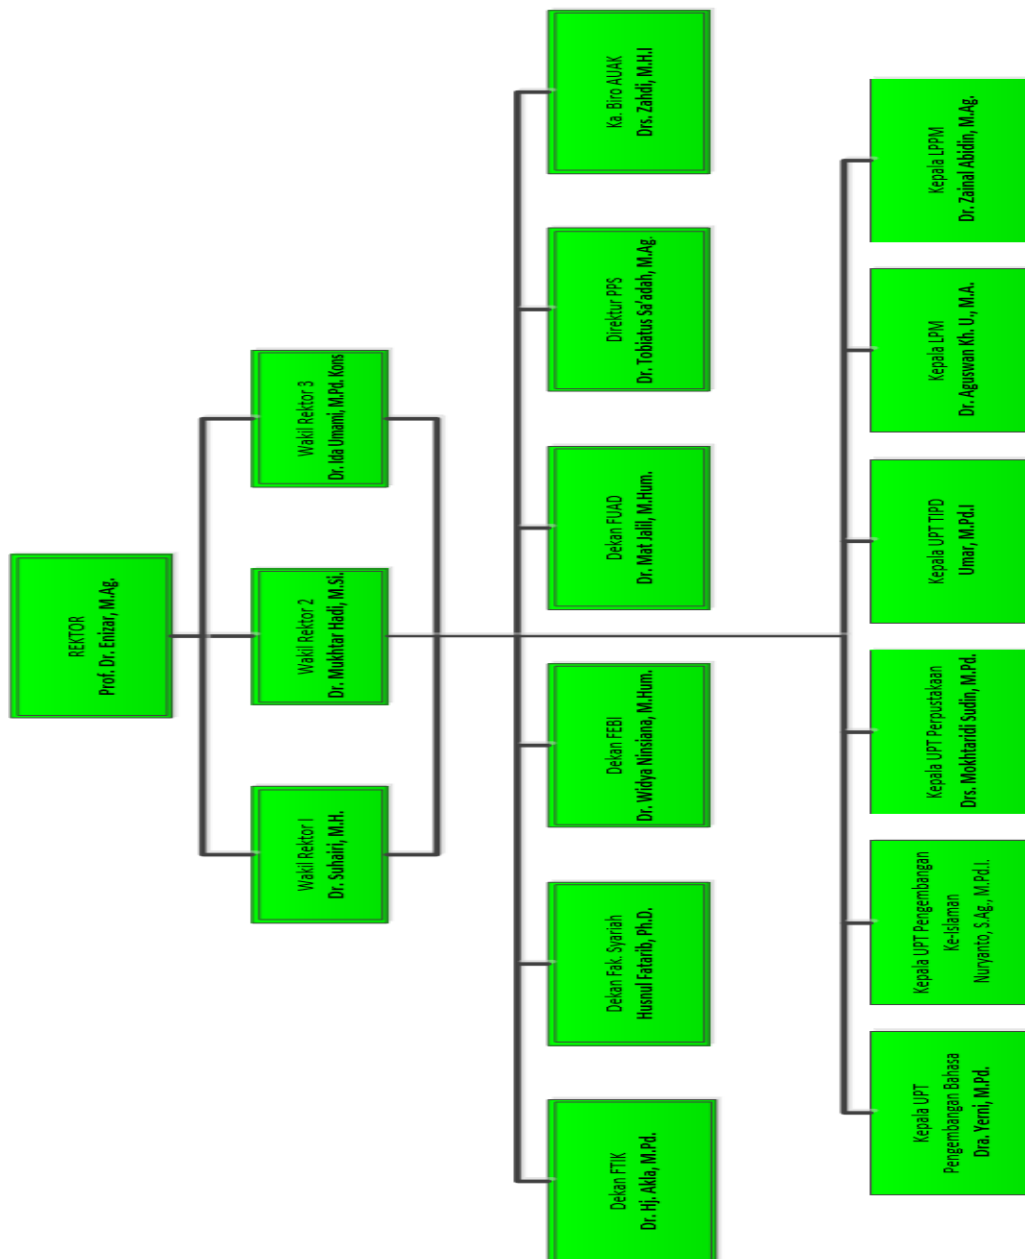 REKTOR
Prof. Dr. Enizar, M.Ag.
Wakil Rektor I
Dr. Suhairi, M.H.
Wakil Rektor 2
Dr. Mukhtar Hadi, M.Si.
Wakil Rektor 3
Dr. Ida Umami, M.Pd. Kons
Dekan FTIK
Dr. Hj. Akla, M.Pd.
Dekan Fak. Syariah
Husnul Fatarib, Ph.D.
Dekan FEBI
Dr. Widya Ninsiana, M.Hum.
Dekan FUAD
Dr. Mat Jalil, M.Hum.
Direktur PPS
Dr. Tobiatus Sa'adah, M.Ag.
Ka. Biro AUAK
Drs. Zahdi, M.H.I
Kepala UPT
Pengembangan Bahasa
Dra. Yerni, M.Pd.
Kepala UPT Pengembangan
Ke-Islaman
Nuryanto, S.Ag., M.Pd.I.
Kepala UPT Perpustakaan
Drs. Mokhtaridi Sudin, M.Pd.
Kepala UPT TIPD
Umar, M.Pd.I
Kepala LPM
Dr. Aguswan Kh. U., M.A.
Kepala LPPM
Dr. Zainal Abidin, M.Ag.